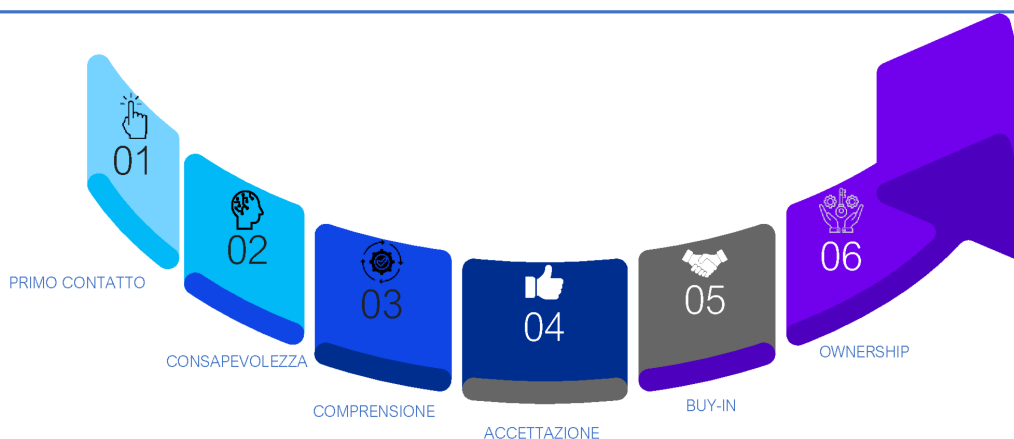 01
PRIMO CONTATTO
02
CONSAPEVOLEZZA
03
COMPRENSIONE
04
ACCETTAZIONE
05
BUY-IN
06
OWNERSHIP